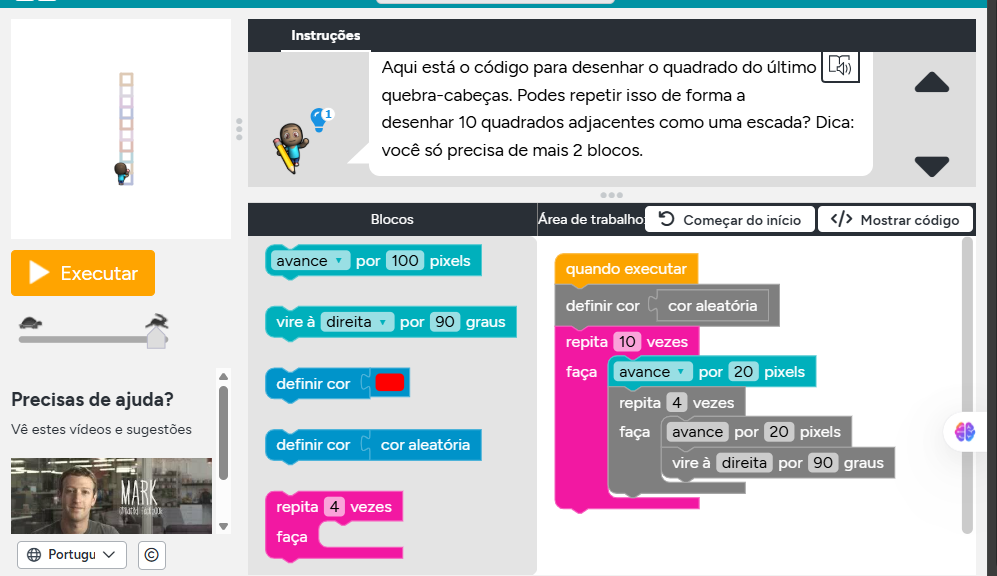 Instruções
Aqui está o código para desenhar o quadrado do último
quebra-cabeças. Podes repetir isso de forma a
desenhar 10 quadrados adjacentes como uma escada? Dica:
você só precisa de mais 2 blocos.
1
Executar
Precisas de ajuda?
Vê estes vídeos e sugestões
MARK
Portugu
©
Blocos
Área de trabalho:
Começar do início
</> Mostrar código
avance por 100 pixels
vire à direita por 90 graus
definir cor
definir cor cor aleatória
repita 4 vezes
faça
quando executar
definir cor cor aleatória
repita 10 vezes
faça avance por 20 pixels
repita 4 vezes
faça avance por 20 pixels
vire à direita por 90 graus